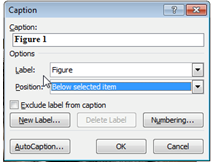 Caption
Caption:
Figure 1
Options
Label: Figure
Position: Below selected item
Exclude label from caption
New Label... Delete Label Numbering...
AutoCaption... OK Cancel